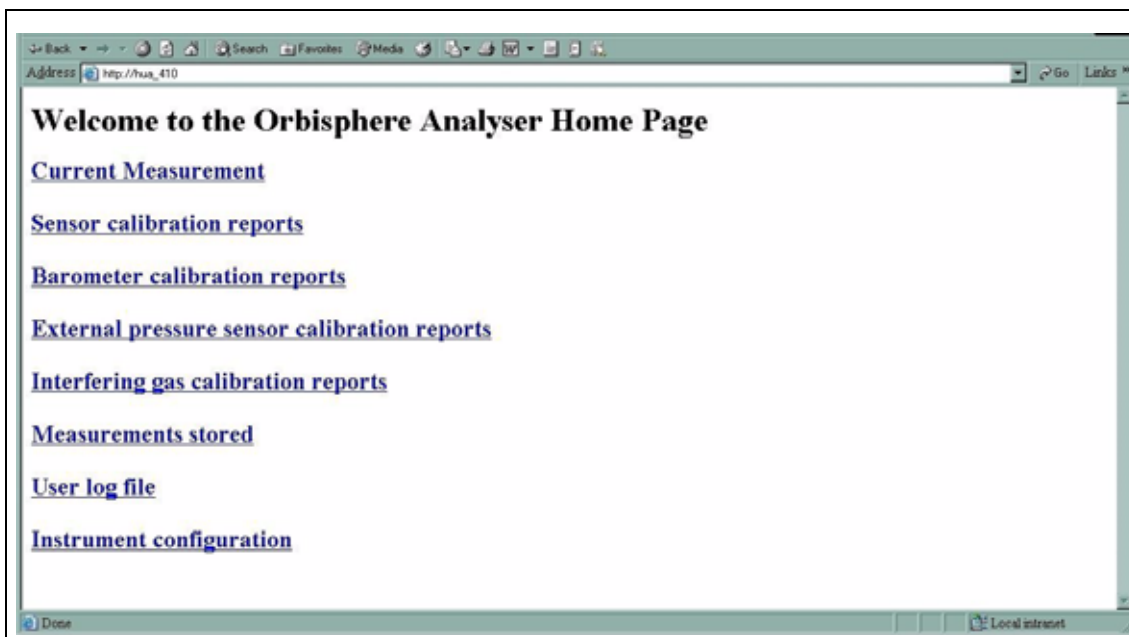 Back Search Favorites Media
Address http://hua_410 Go Links »
Welcome to the Orbisphere Analyser Home Page
Current Measurement
Sensor calibration reports
Barometer calibration reports
External pressure sensor calibration reports
Interfering gas calibration reports
Measurements stored
User log file
Instrument configuration
Done Local intranet